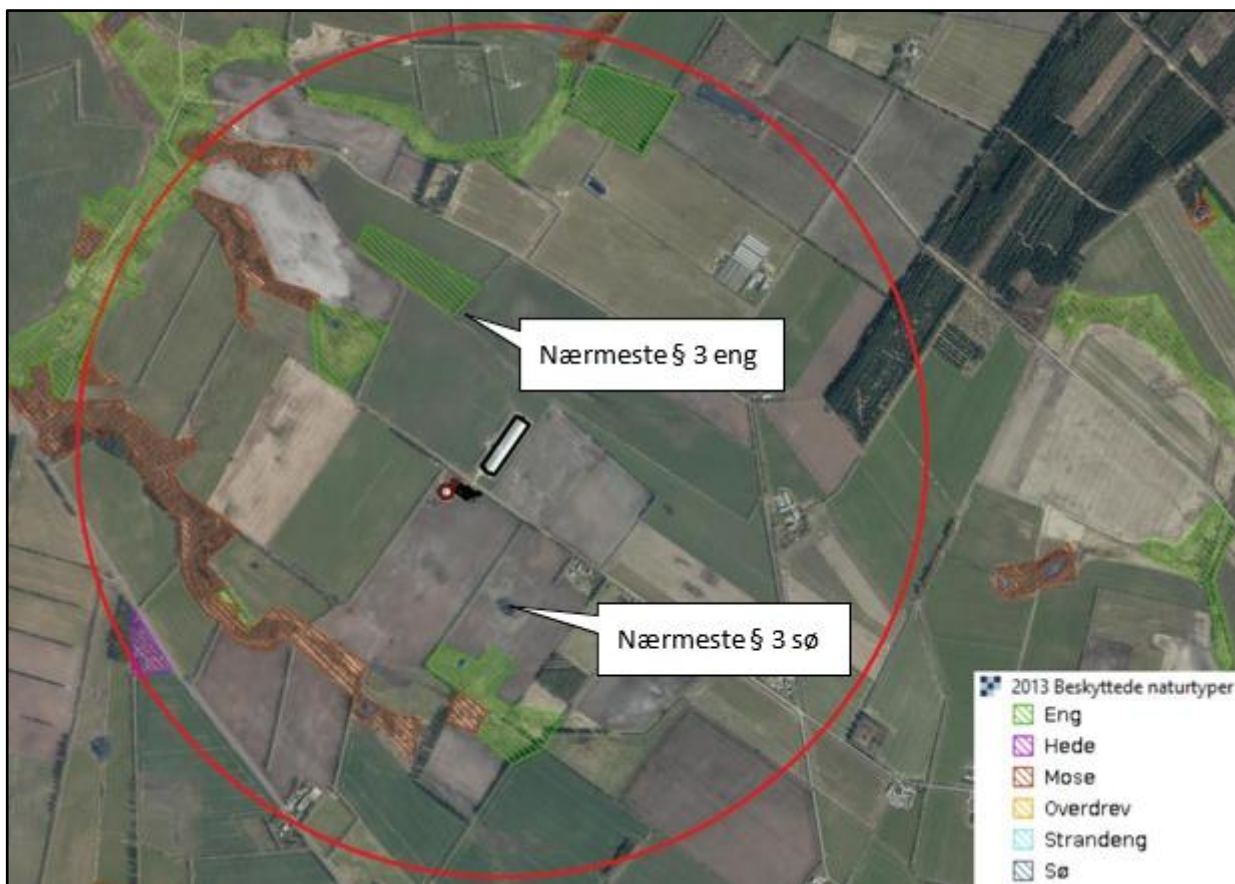 Nærmeste § 3 eng
Nærmeste § 3 sø
2013 Beskyttede naturtyper
Eng
Hede
Mose
Overdrev
Strandeng
Sø